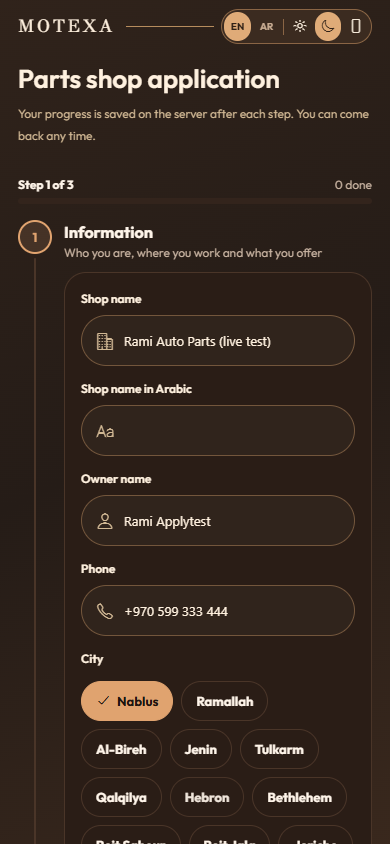 MOTEXA
EN AR
Parts shop application
Your progress is saved on the server after each step. You can come
back any time.
Step 1 of 3 0 done
1 Information
Who you are, where you work and what you offer
Shop name
Rami Auto Parts (live test)
Shop name in Arabic
Aa
Owner name
Rami Applytest
Phone
+970 599 333 444
City
Nablus Ramallah
Al-Bireh Jenin Tulkarm
Qalqilya Hebron Bethlehem